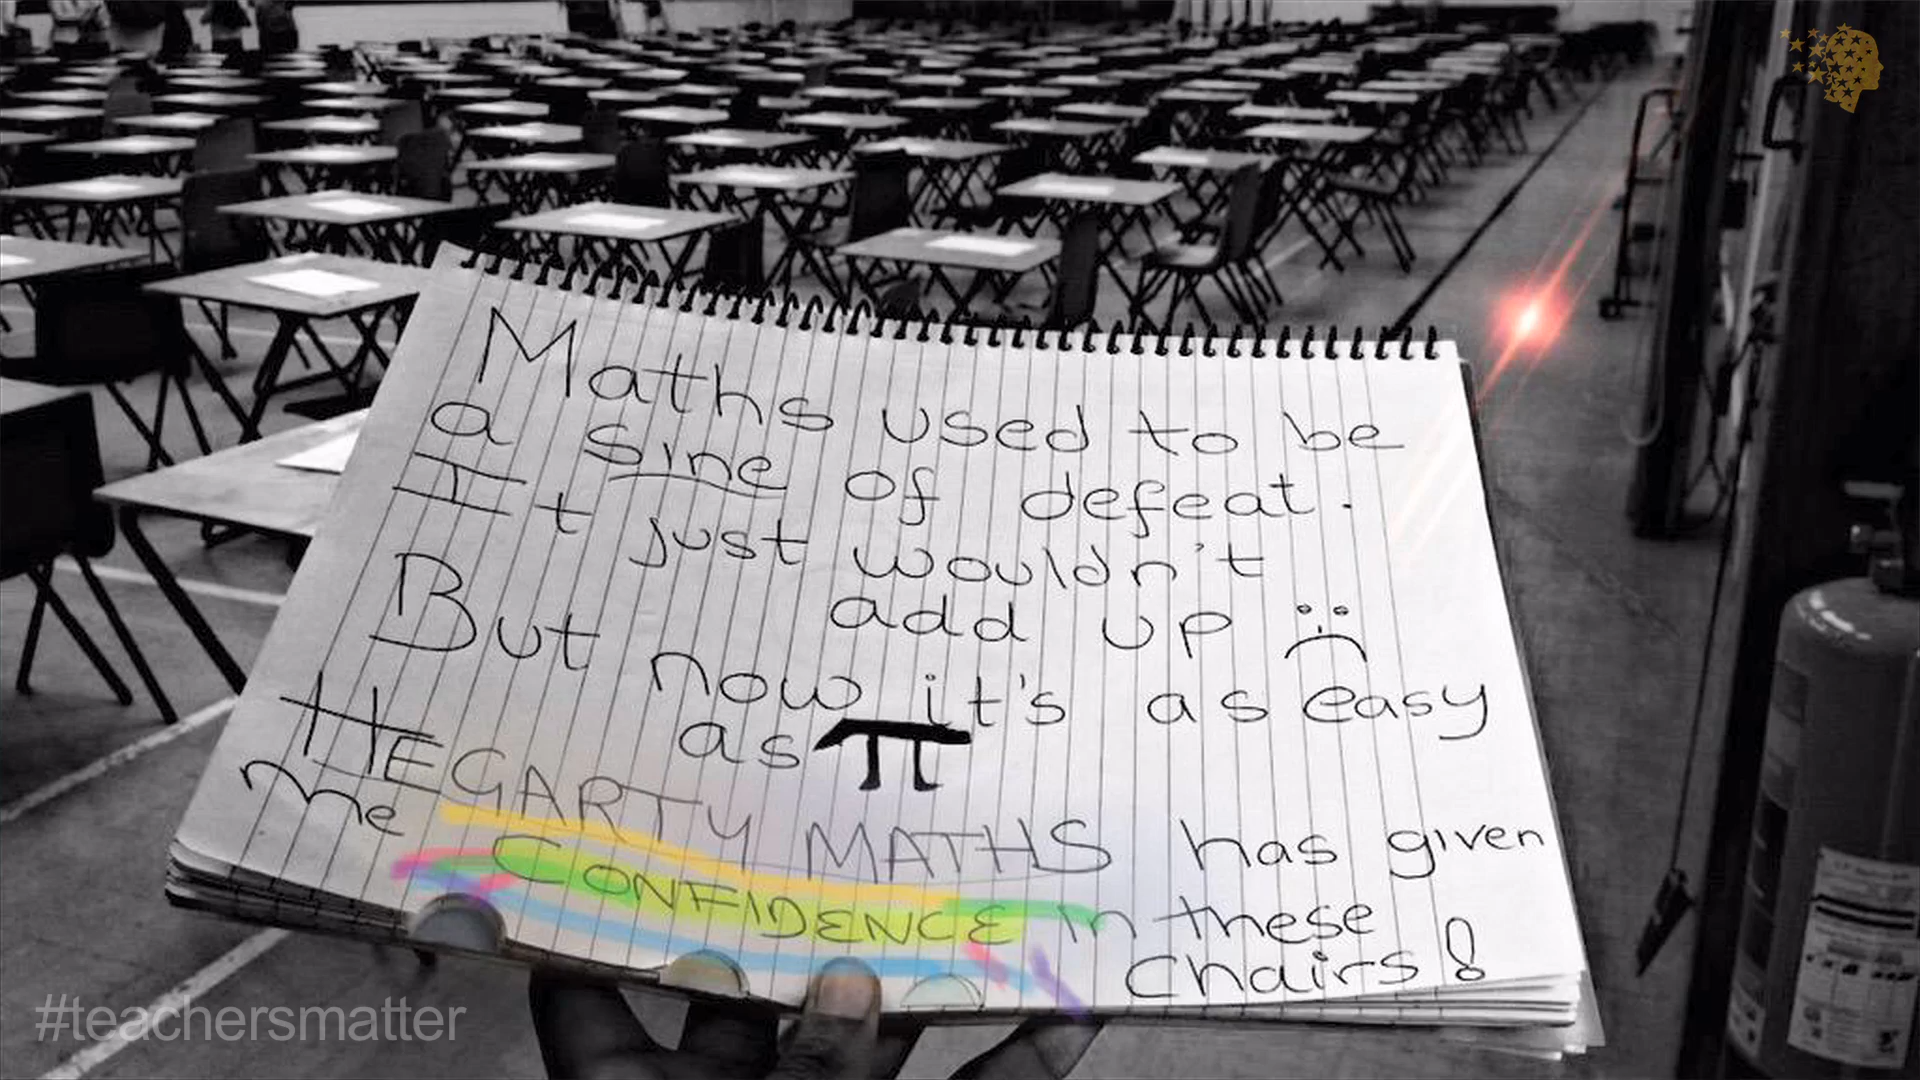 Maths used to be
a sine of defeat.
It just wouldn't
add up
But now it's as easy
as π
HEGARTY MATHS has given
me CONFIDENCE in these
Chairs!
#teachersmatter